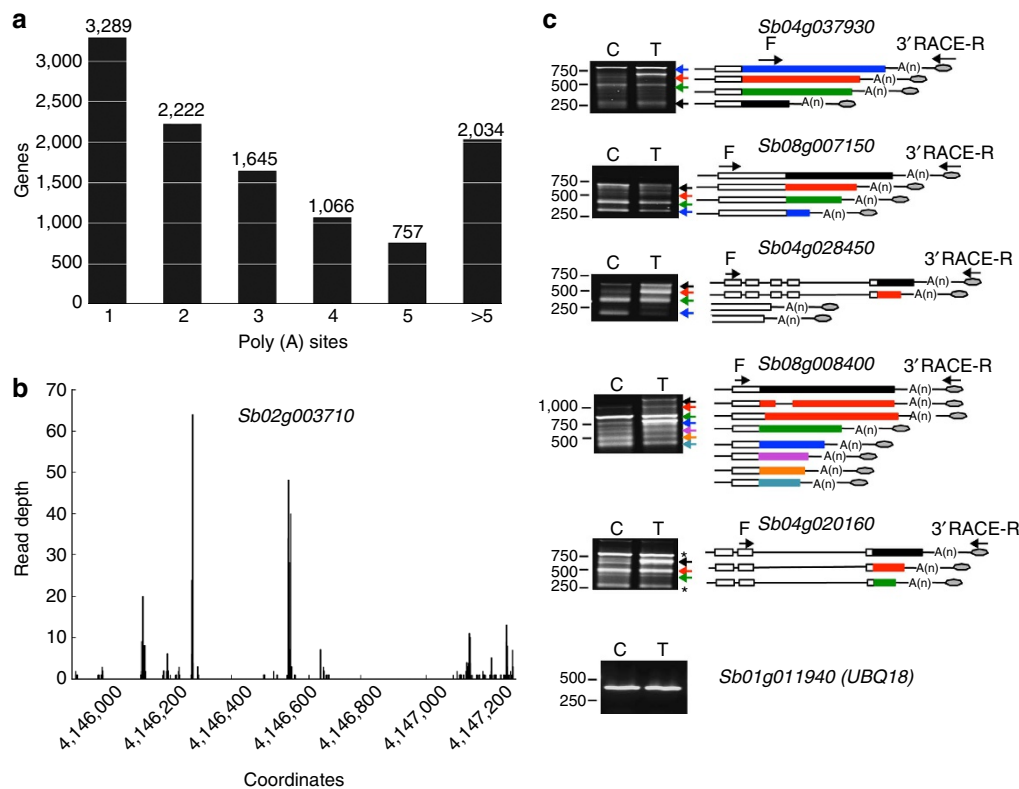 a
3,289
3,000
2,500
2,222
2,034
2,000
1,645
1,500
1,066
1,000
757
500
0
Genes
1 2 3 4 5 >5
Poly (A) sites
b
70
60
50
40
30
20
10
0
Sb02g003710
Read depth
4,146,000 4,146,200 4,146,400 4,146,600 4,146,800 4,147,000 4,147,200
Coordinates
c
Sb04g037930
C T F 3′RACE-R
750
500
250
A(n)
A(n)
A(n)
A(n)
Sb08g007150
C T F 3′RACE-R
750
500
250
A(n)
A(n)
A(n)
A(n)
Sb04g028450
C T F 3′RACE-R
750
500
250
A(n)
A(n)
A(n)
A(n)
Sb08g008400
C T F 3′RACE-R
1,000
750
500
A(n)
A(n)
A(n)
A(n)
A(n)
A(n)
A(n)
A(n)
Sb04g020160
C T F 3′RACE-R
750
500
250
*
*
A(n)
A(n)
A(n)
C T
500
250
Sb01g011940 (UBQ18)